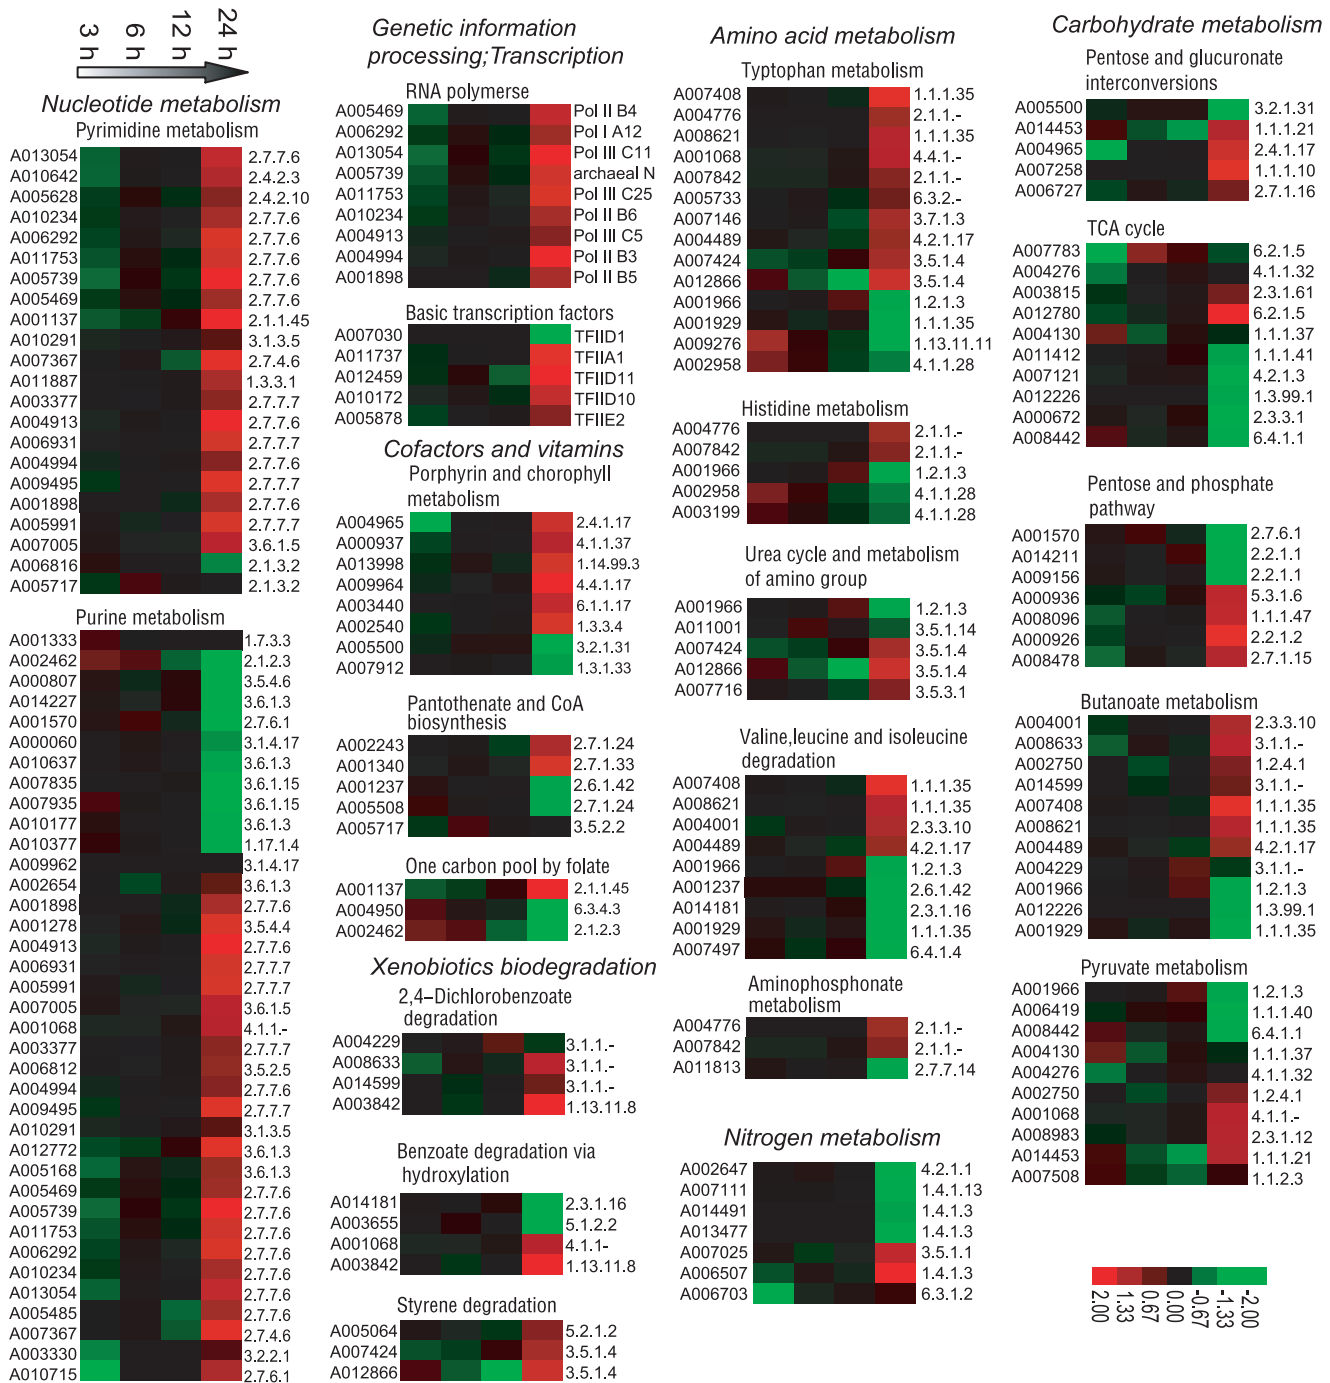 3 h
6 h
12 h
24 h
Nucleotide metabolism
Pyrimidine metabolism
A013054 2.7.7.6
A010642 2.4.2.3
A005628 2.4.2.10
A010234 2.7.7.6
A006292 2.7.7.6
A011753 2.7.7.6
A005739 2.7.7.6
A005469 2.7.7.6
A001137 2.1.1.45
A010291 3.1.3.5
A007367 2.7.4.6
A011887 1.3.3.1
A003377 2.7.7.7
A004913 2.7.7.6
A006931 2.7.7.7
A004994 2.7.7.6
A009495 2.7.7.7
A001898 2.7.7.6
A005991 2.7.7.7
A007005 3.6.1.5
A006816 2.1.3.2
A005717 2.1.3.2
Purine metabolism
A001333 1.7.3.3
A002462 2.1.2.3
A000807 3.5.4.6
A014227 3.6.1.3
A001570 2.7.6.1
A000060 3.1.4.17
A010637 3.6.1.3
A007835 3.6.1.15
A007935 3.6.1.15
A010177 3.6.1.3
A010377 1.17.1.4
A009962 3.1.4.17
A002654 3.6.1.3
A001898 2.7.7.6
A001278 3.5.4.4
A004913 2.7.7.6
A006931 2.7.7.7
A005991 2.7.7.7
A007005 3.6.1.5
A001068 4.1.1.-
A003377 2.7.7.7
A006812 3.5.2.5
A004994 2.7.7.6
A009495 2.7.7.7
A010291 3.1.3.5
A012772 3.6.1.3
A005168 3.6.1.3
A005469 2.7.7.6
A005739 2.7.7.6
A011753 2.7.7.6
A006292 2.7.7.6
A010234 2.7.7.6
A013054 2.7.7.6
A005485 2.7.7.6
A007367 2.7.4.6
A003330 3.2.2.1
A010715 2.7.6.1
Genetic information
processing;Transcription
RNA polymerse
A005469 Pol II B4
A006292 Pol I A12
A013054 Pol III C11
A005739 archaeal N
A011753 Pol III C25
A010234 Pol II B6
A004913 Pol III C5
A004994 Pol II B3
A001898 Pol II B5
Basic transcription factors
A007030 TFIID1
A011737 TFIIA1
A012459 TFIID11
A010172 TFIID10
A005878 TFIIE2
Cofactors and vitamins
Porphyrin and chorophyll
metabolism
A004965 2.4.1.17
A000937 4.1.1.37
A013998 1.14.99.3
A009964 4.4.1.17
A003440 6.1.1.17
A002540 1.3.3.4
A005500 3.2.1.31
A007912 1.3.1.33
Pantothenate and CoA
biosynthesis
A002243 2.7.1.24
A001340 2.7.1.33
A001237 2.6.1.42
A005508 2.7.1.24
A005717 3.5.2.2
One carbon pool by folate
A001137 2.1.1.45
A004950 6.3.4.3
A002462 2.1.2.3
Xenobiotics biodegradation
2,4–Dichlorobenzoate
degradation
A004229 3.1.1.-
A008633 3.1.1.-
A014599 3.1.1.-
A003842 1.13.11.8
Benzoate degradation via
hydroxylation
A014181 2.3.1.16
A003655 5.1.2.2
A001068 4.1.1-
A003842 1.13.11.8
Styrene degradation
A005064 5.2.1.2
A007424 3.5.1.4
A012866 3.5.1.4
Amino acid metabolism
Typtophan metabolism
A007408 1.1.1.35
A004776 2.1.1.-
A008621 1.1.1.35
A001068 4.4.1.-
A007842 2.1.1.-
A005733 6.3.2.-
A007146 3.7.1.3
A004489 4.2.1.17
A007424 3.5.1.4
A012866 3.5.1.4
A001966 1.2.1.3
A001929 1.1.1.35
A009276 1.13.11.11
A002958 4.1.1.28
Histidine metabolism
A004776 2.1.1.-
A007842 2.1.1.-
A001966 1.2.1.3
A002958 4.1.1.28
A003199 4.1.1.28
Urea cycle and metabolism
of amino group
A001966 1.2.1.3
A011001 3.5.1.14
A007424 3.5.1.4
A012866 3.5.1.4
A007716 3.5.3.1
Valine,leucine and isoleucine
degradation
A007408 1.1.1.35
A008621 1.1.1.35
A004001 2.3.3.10
A004489 4.2.1.17
A001966 1.2.1.3
A001237 2.6.1.42
A014181 2.3.1.16
A001929 1.1.1.35
A007497 6.4.1.4
Aminophosphonate
metabolism
A004776 2.1.1.-
A007842 2.1.1.-
A011813 2.7.7.14
Nitrogen metabolism
A002647 4.2.1.1
A007111 1.4.1.13
A014491 1.4.1.3
A013477 1.4.1.3
A007025 3.5.1.1
A006507 1.4.1.3
A006703 6.3.1.2
Carbohydrate metabolism
Pentose and glucuronate
interconversions
A005500 3.2.1.31
A014453 1.1.1.21
A004965 2.4.1.17
A007258 1.1.1.10
A006727 2.7.1.16
TCA cycle
A007783 6.2.1.5
A004276 4.1.1.32
A003815 2.3.1.61
A012780 6.2.1.5
A004130 1.1.1.37
A011412 1.1.1.41
A007121 4.2.1.3
A012226 1.3.99.1
A000672 2.3.3.1
A008442 6.4.1.1
Pentose and phosphate
pathway
A001570 2.7.6.1
A014211 2.2.1.1
A009156 2.2.1.1
A000936 5.3.1.6
A008096 1.1.1.47
A000926 2.2.1.2
A008478 2.7.1.15
Butanoate metabolism
A004001 2.3.3.10
A008633 3.1.1.-
A002750 1.2.4.1
A014599 3.1.1.-
A007408 1.1.1.35
A008621 1.1.1.35
A004489 4.2.1.17
A004229 3.1.1.-
A001966 1.2.1.3
A012226 1.3.99.1
A001929 1.1.1.35
Pyruvate metabolism
A001966 1.2.1.3
A006419 1.1.1.40
A008442 6.4.1.1
A004130 1.1.1.37
A004276 4.1.1.32
A002750 1.2.4.1
A001068 4.1.1.-
A008983 2.3.1.12
A014453 1.1.1.21
A007508 1.1.2.3
2.00
1.33
0.67
0.00
-0.67
-1.33
-2.00